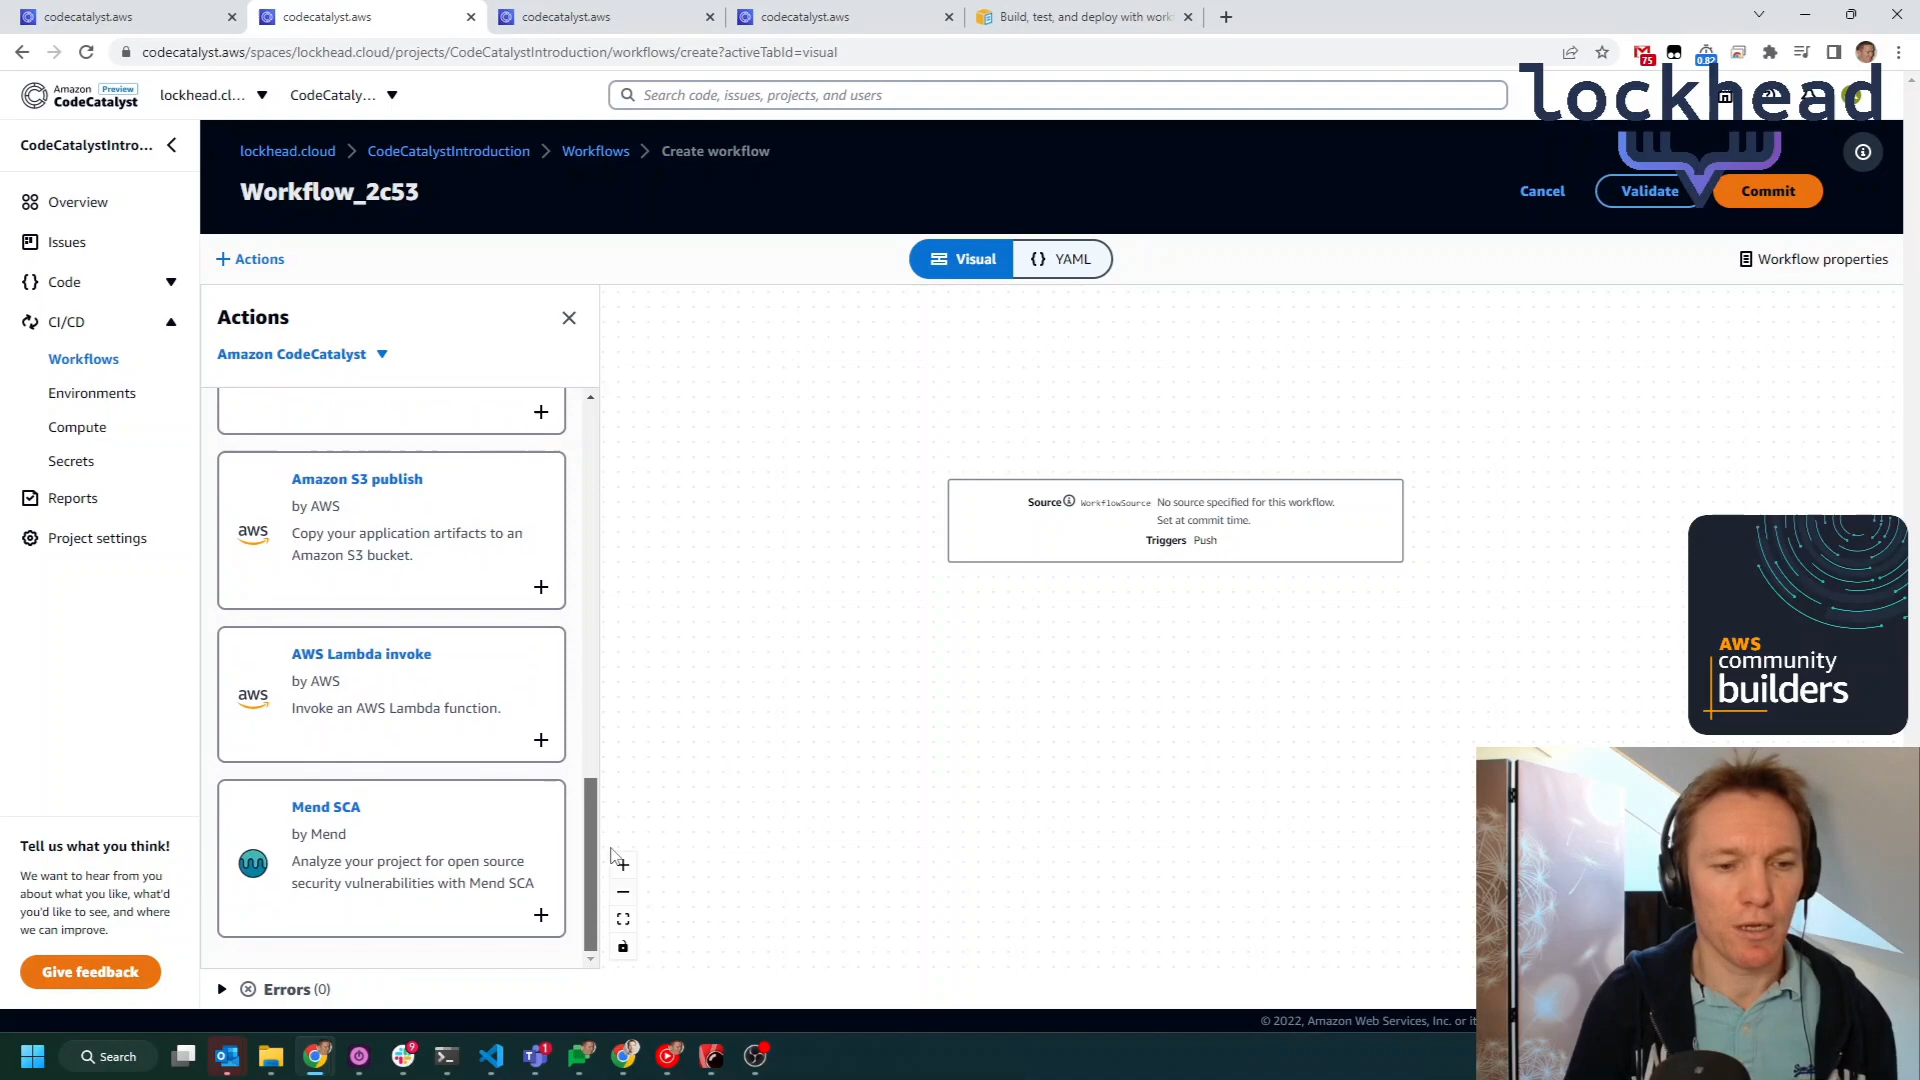 codecatalyst.aws
codecatalyst.aws
codecatalyst.aws
codecatalyst.aws
Build, test, and deploy with work
codecatalyst.aws/spaces/lockhead.cloud/projects/CodeCatalystIntroduction/workflows/create?activeTabId=visual
75
0.82
Amazon Preview
CodeCatalyst
lockhead.cl...
CodeCataly...
Search code, issues, projects, and users
lockhead
CodeCatalystIntro...
lockhead.cloud
CodeCatalystIntroduction
Workflows
Create workflow
Workflow_2c53
Cancel
Validate
Commit
Overview
Issues
Code
CI/CD
Workflows
Environments
Compute
Secrets
Reports
Project settings
Actions
Visual
{} YAML
Workflow properties
Actions
Amazon CodeCatalyst
Amazon S3 publish
by AWS
aws
Copy your application artifacts to an
Amazon S3 bucket.
AWS Lambda invoke
by AWS
aws
Invoke an AWS Lambda function.
Mend SCA
by Mend
Analyze your project for open source
security vulnerabilities with Mend SCA
Source WorkflowSource No source specified for this workflow.
Set at commit time.
Triggers Push
AWS
community
builders
Tell us what you think!
We want to hear from you
about what you like, what'd
you'd like to see, and where
we can improve.
Give feedback
Errors (0)
© 2022, Amazon Web Services, Inc. or it
Search
9
1